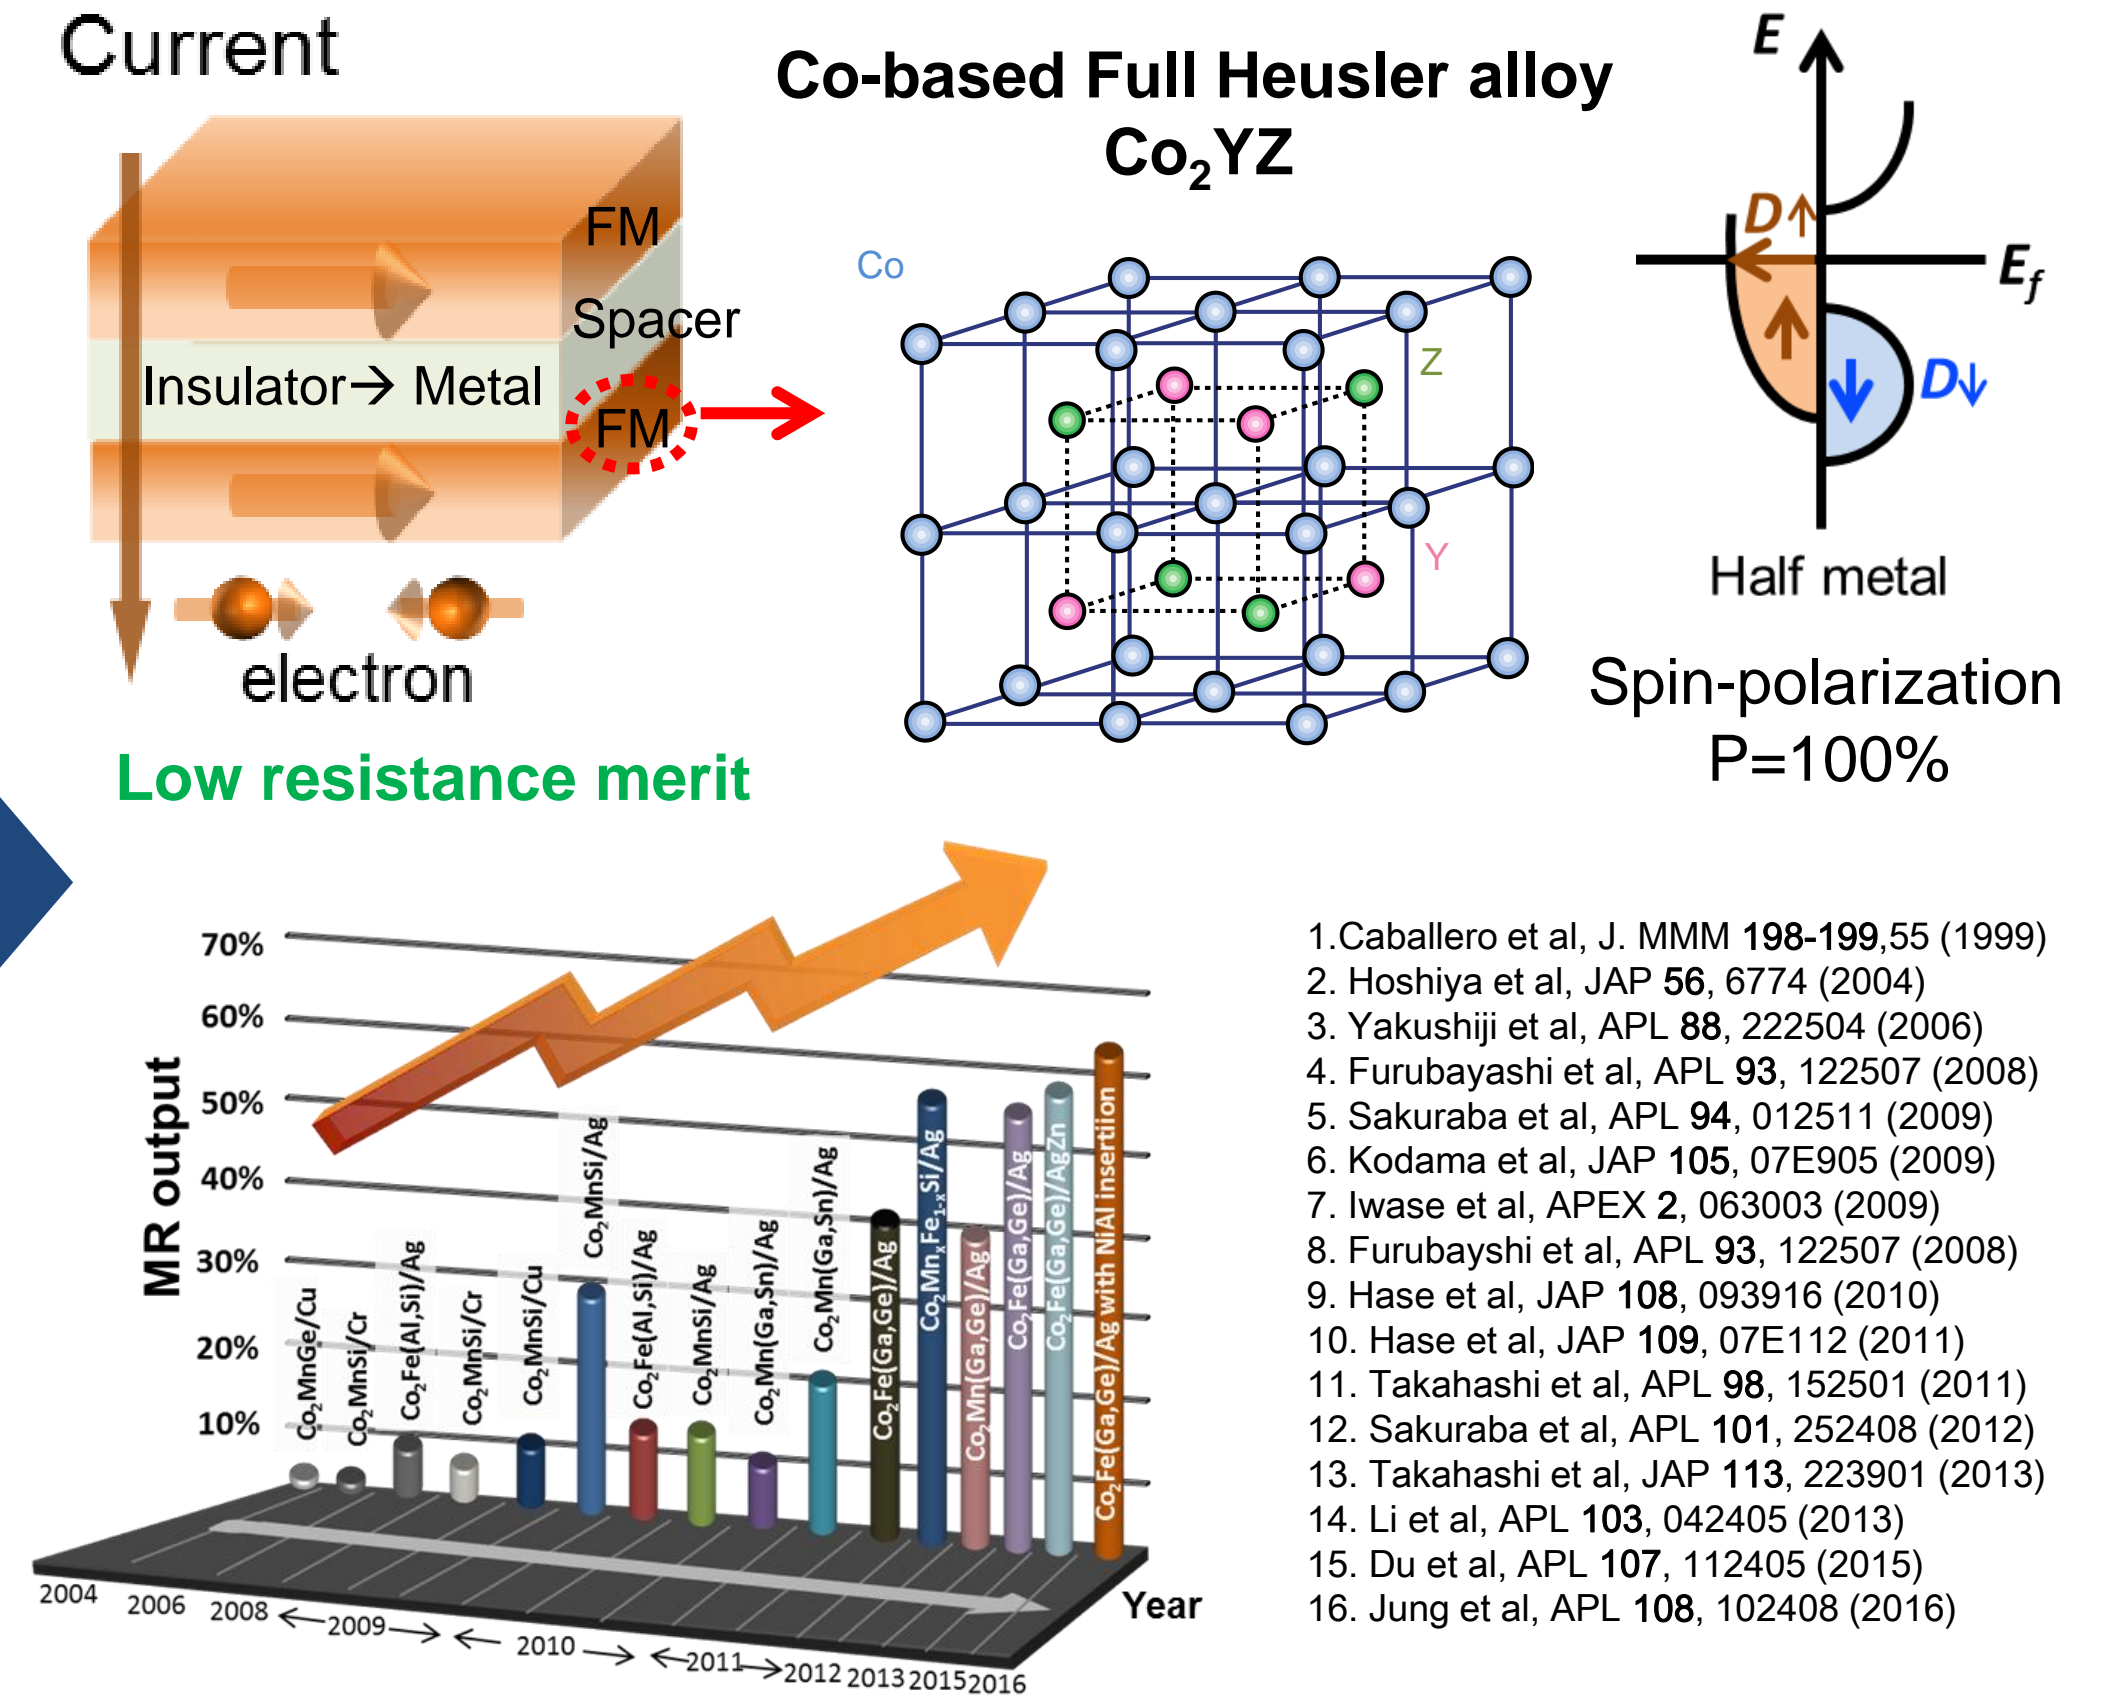 Current
FM
Spacer
Insulator→ Metal
FM
electron
Low resistance merit
Co-based Full Heusler alloy
Co₂YZ
Co
Z
Y
E
D↑
E_f
D↓
Half metal
Spin-polarization
P=100%
MR output
70%
60%
50%
40%
30%
20%
10%
Co₂MnGe/Cu
Co₂MnSi/Cr
Co₂Fe(Al,Si)/Ag
Co₂MnSi/Cr
Co₂MnSi/Cu
Co₂MnSi/Ag
Co₂Fe(Al,Si)/Ag
Co₂MnSi/Ag
Co₂Mn(Ga,Sn)/Ag
Co₂Mn(Ga,Sn)/Ag
Co₂Fe(Ga,Ge)/Ag
Co₂MnₓFe₁₋ₓSi/Ag
Co₂Mn(Ga,Ge)/Ag
Co₂Fe(Ga,Ge)/Ag
Co₂Fe(Ga,Ge)/AgZn
Co₂Fe(Ga,Ge)/Ag with NiAl insertion
2004
2006
2008
←2009→
←2010→
←2011→
2012
2013
2015
2016
Year
1.Caballero et al, J. MMM 198-199,55 (1999)
2. Hoshiya et al, JAP 56, 6774 (2004)
3. Yakushiji et al, APL 88, 222504 (2006)
4. Furubayashi et al, APL 93, 122507 (2008)
5. Sakuraba et al, APL 94, 012511 (2009)
6. Kodama et al, JAP 105, 07E905 (2009)
7. Iwase et al, APEX 2, 063003 (2009)
8. Furubayshi et al, APL 93, 122507 (2008)
9. Hase et al, JAP 108, 093916 (2010)
10. Hase et al, JAP 109, 07E112 (2011)
11. Takahashi et al, APL 98, 152501 (2011)
12. Sakuraba et al, APL 101, 252408 (2012)
13. Takahashi et al, JAP 113, 223901 (2013)
14. Li et al, APL 103, 042405 (2013)
15. Du et al, APL 107, 112405 (2015)
16. Jung et al, APL 108, 102408 (2016)